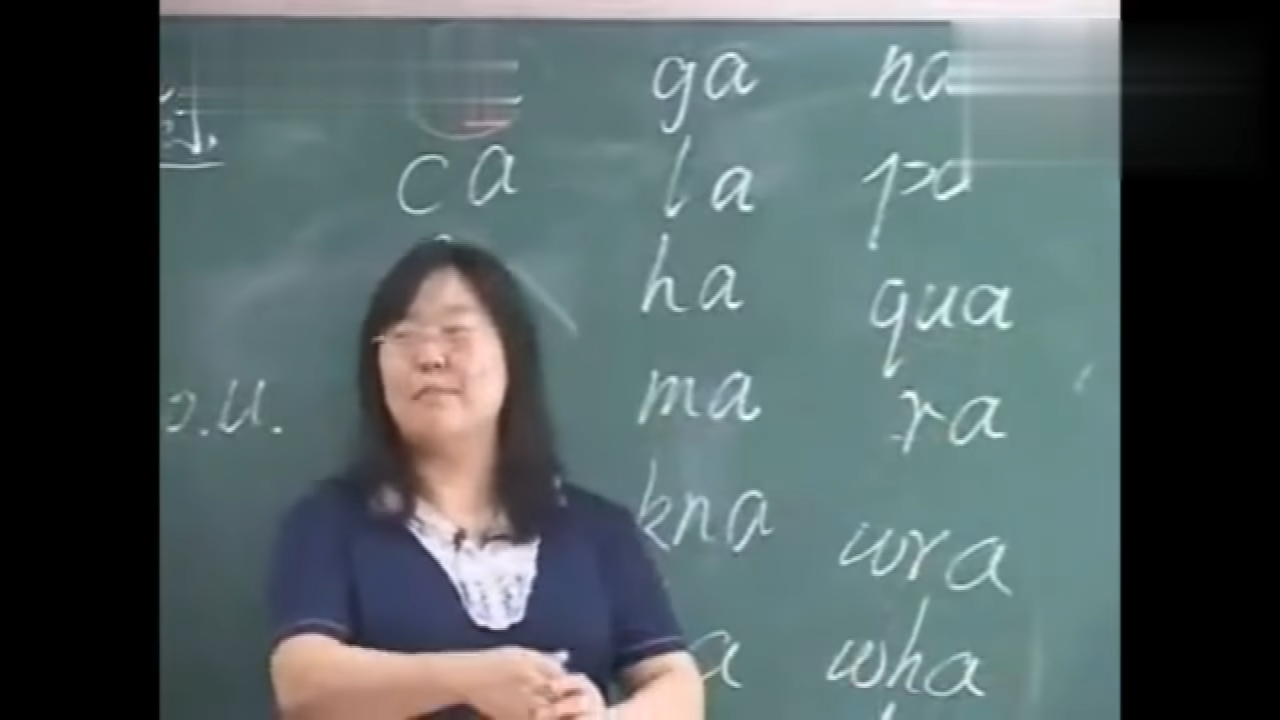 ga na
ca la pa
ha qua
o.u. ma ra
kna wra
a wha